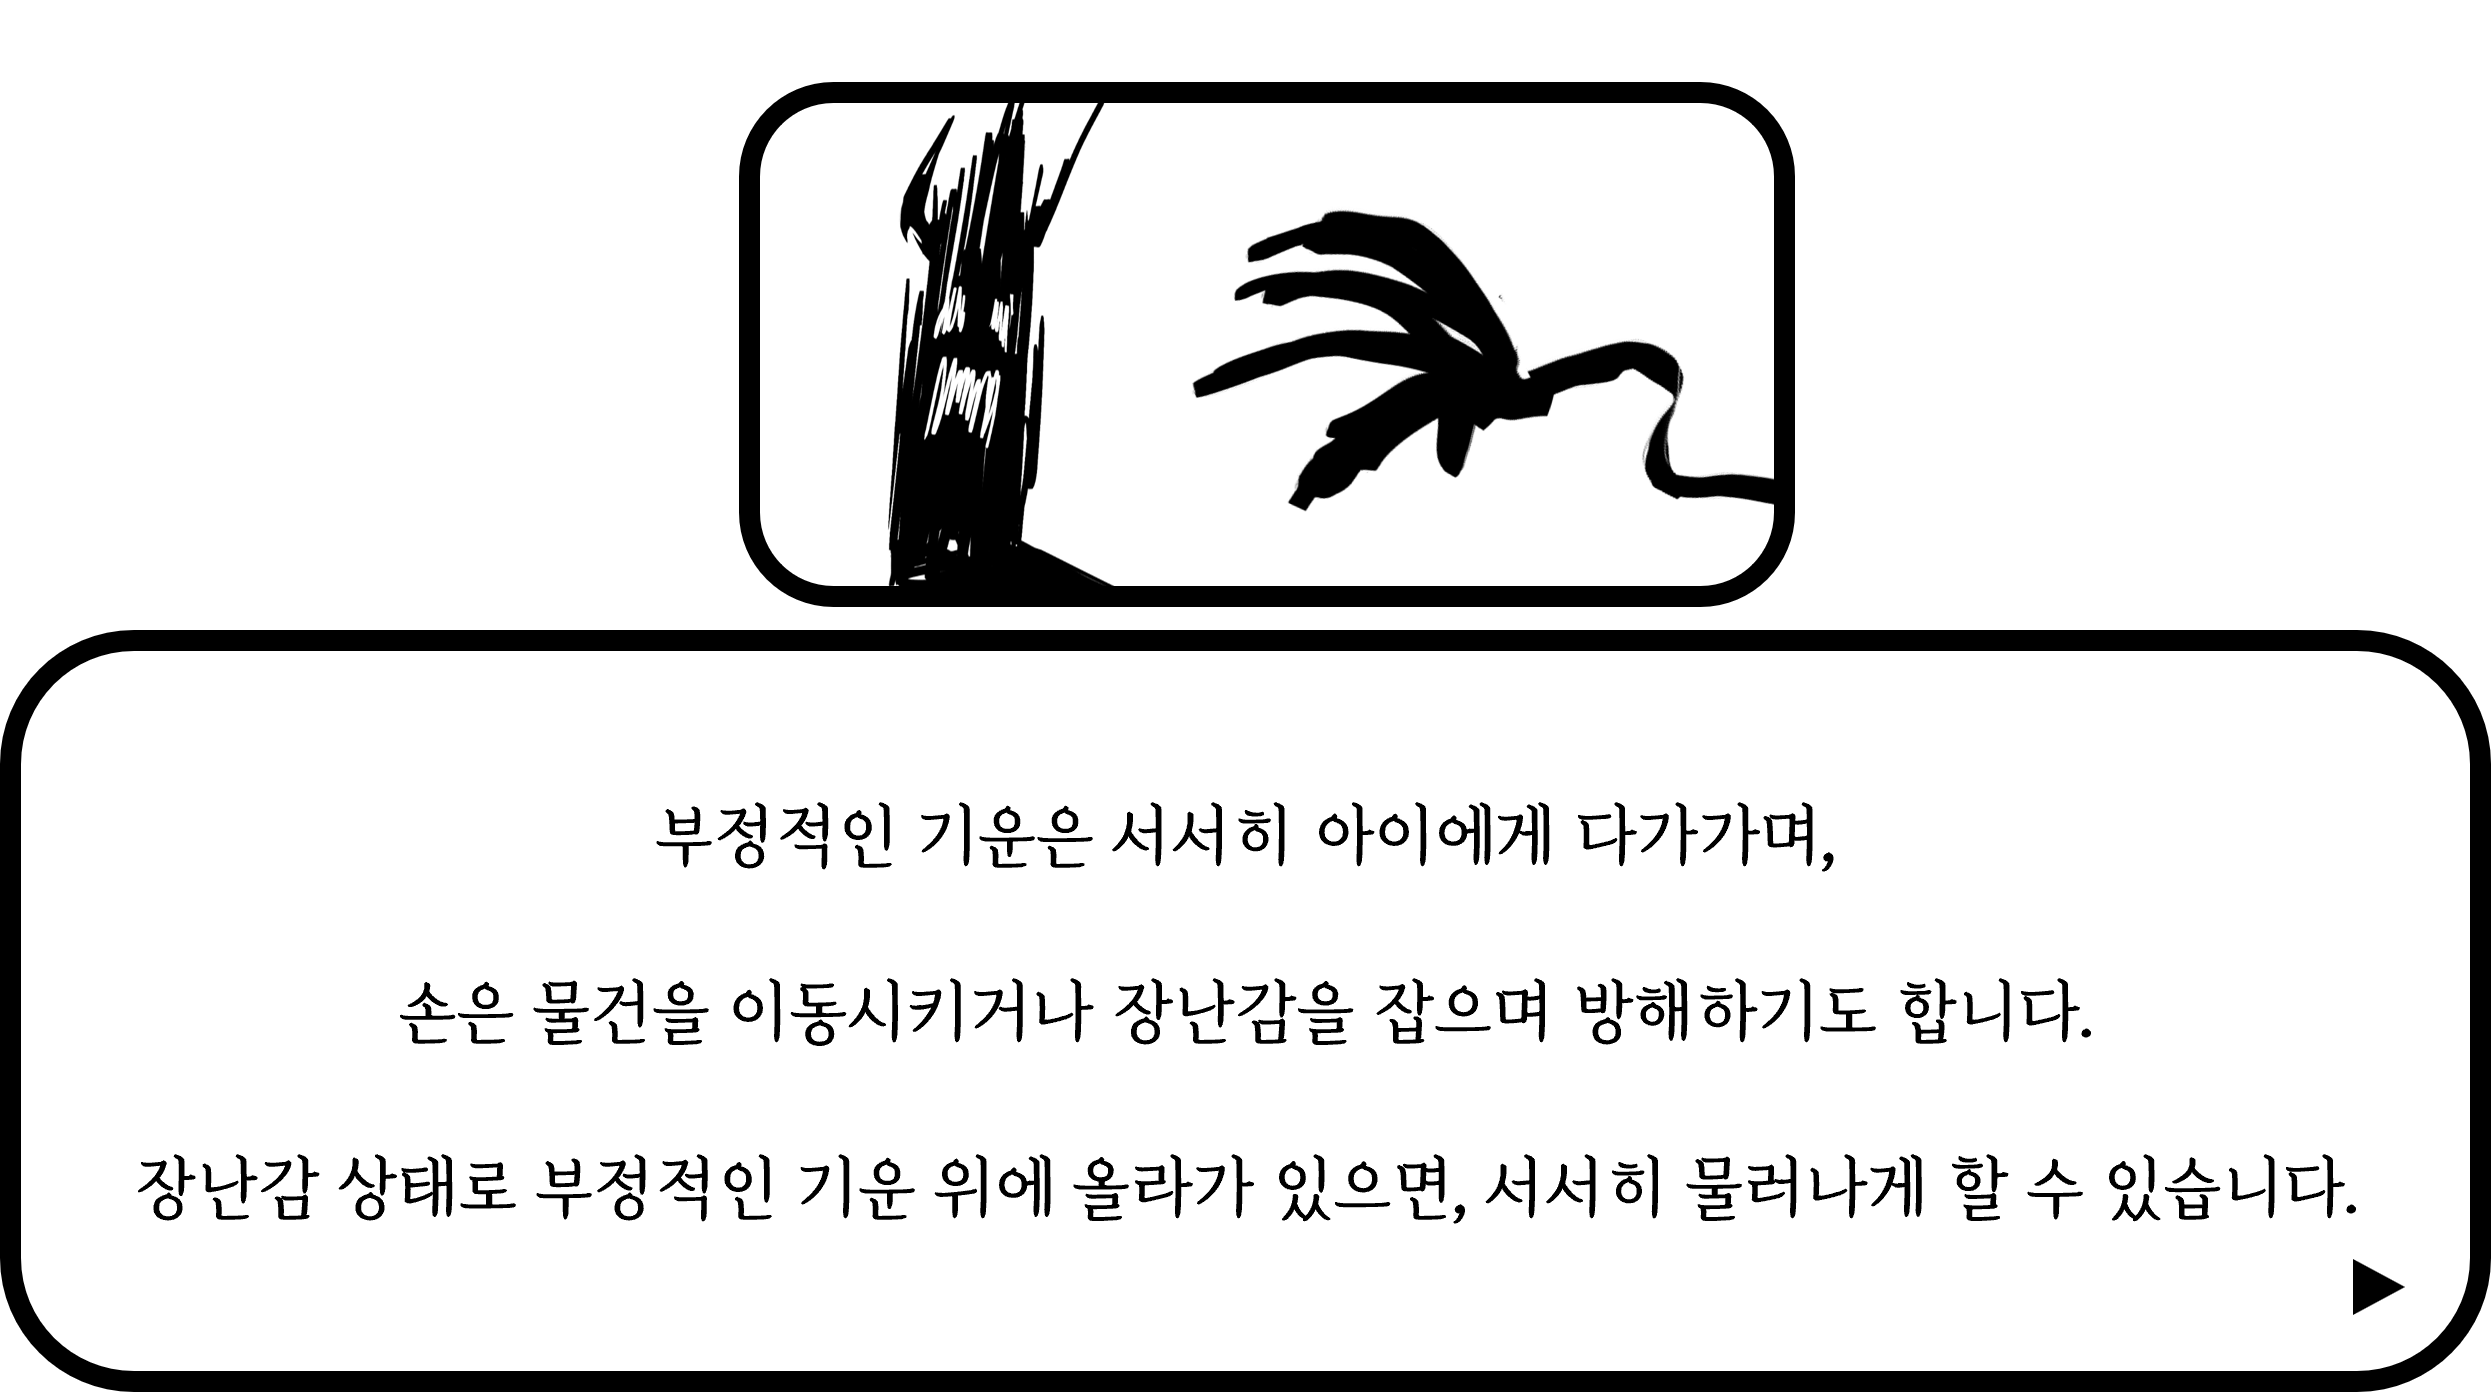 부정적인 기운은 서서히 아이에게 다가가며,
손은 물건을 이동시키거나 장난감을 잡으며 방해하기도 합니다.
장난감 상태로 부정적인 기운 위에 올라가 있으면, 서서히 물러나게 할 수 있습니다.